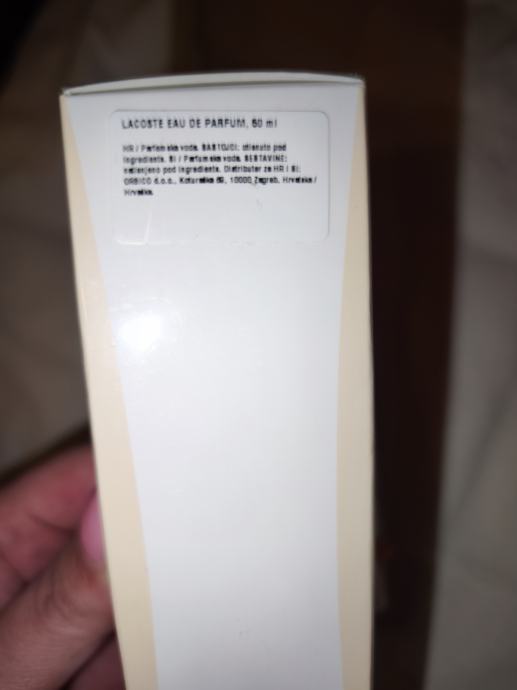 LACOSTE EAU DE PARFUM, 50 ml
HR / Parfemska voda. SASTOJCI: otisnuto pod
Ingredients. SI / Parfumska voda. SESTAVINE:
natisnjeno pod Ingredients. Distributer za HR i SI:
ORBICO d.o.o., Koturaška 69, 10000 Zagreb, Hrvatska /
Hrvaška.